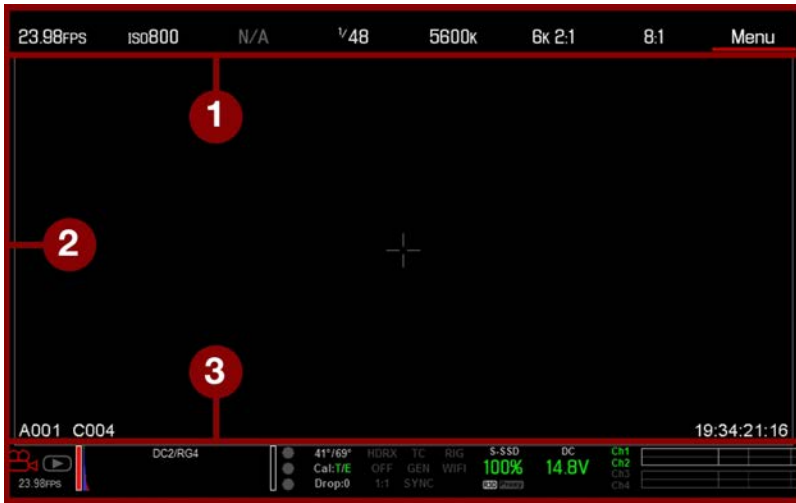 23.98FPS ISO800 N/A 1/48 5600K 6K 2:1 8:1 Menu
1
2
3
A001 C004 19:34:21:16
DC2/RG4 41°/69° HDRX TC RIG S-SSD DC Ch1
Cal:T/E OFF GEN WIFI 100% 14.8V Ch2
23.98FPS Drop:0 1:1 SYNC R3D Proxy Ch3
Ch4